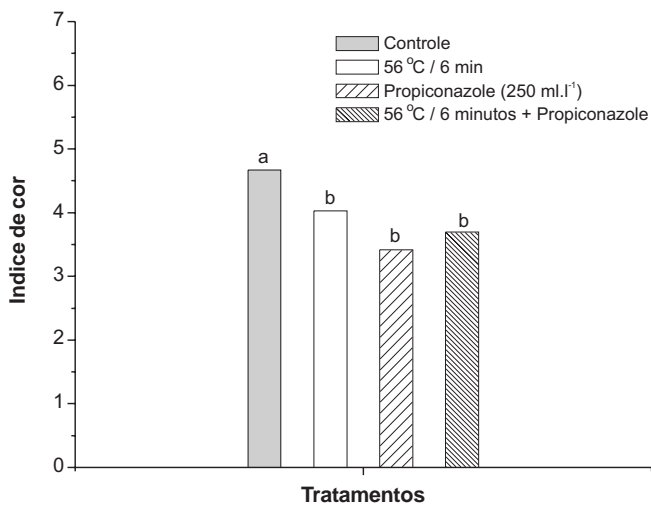 7
6
5
4
3
2
1
0
Indice de cor
Controle
56 °C / 6 min
Propiconazole (250 ml.l⁻¹)
56 °C / 6 minutos + Propiconazole
a
b
b
b
Tratamentos